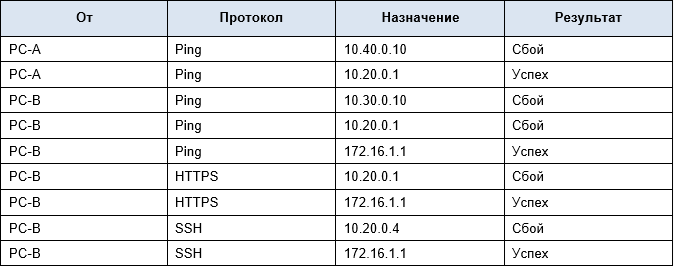 От Протокол Назначение Результат
PC-A Ping 10.40.0.10 Сбой
PC-A Ping 10.20.0.1 Успех
PC-B Ping 10.30.0.10 Сбой
PC-B Ping 10.20.0.1 Сбой
PC-B Ping 172.16.1.1 Успех
PC-B HTTPS 10.20.0.1 Сбой
PC-B HTTPS 172.16.1.1 Успех
PC-B SSH 10.20.0.4 Сбой
PC-B SSH 172.16.1.1 Успех